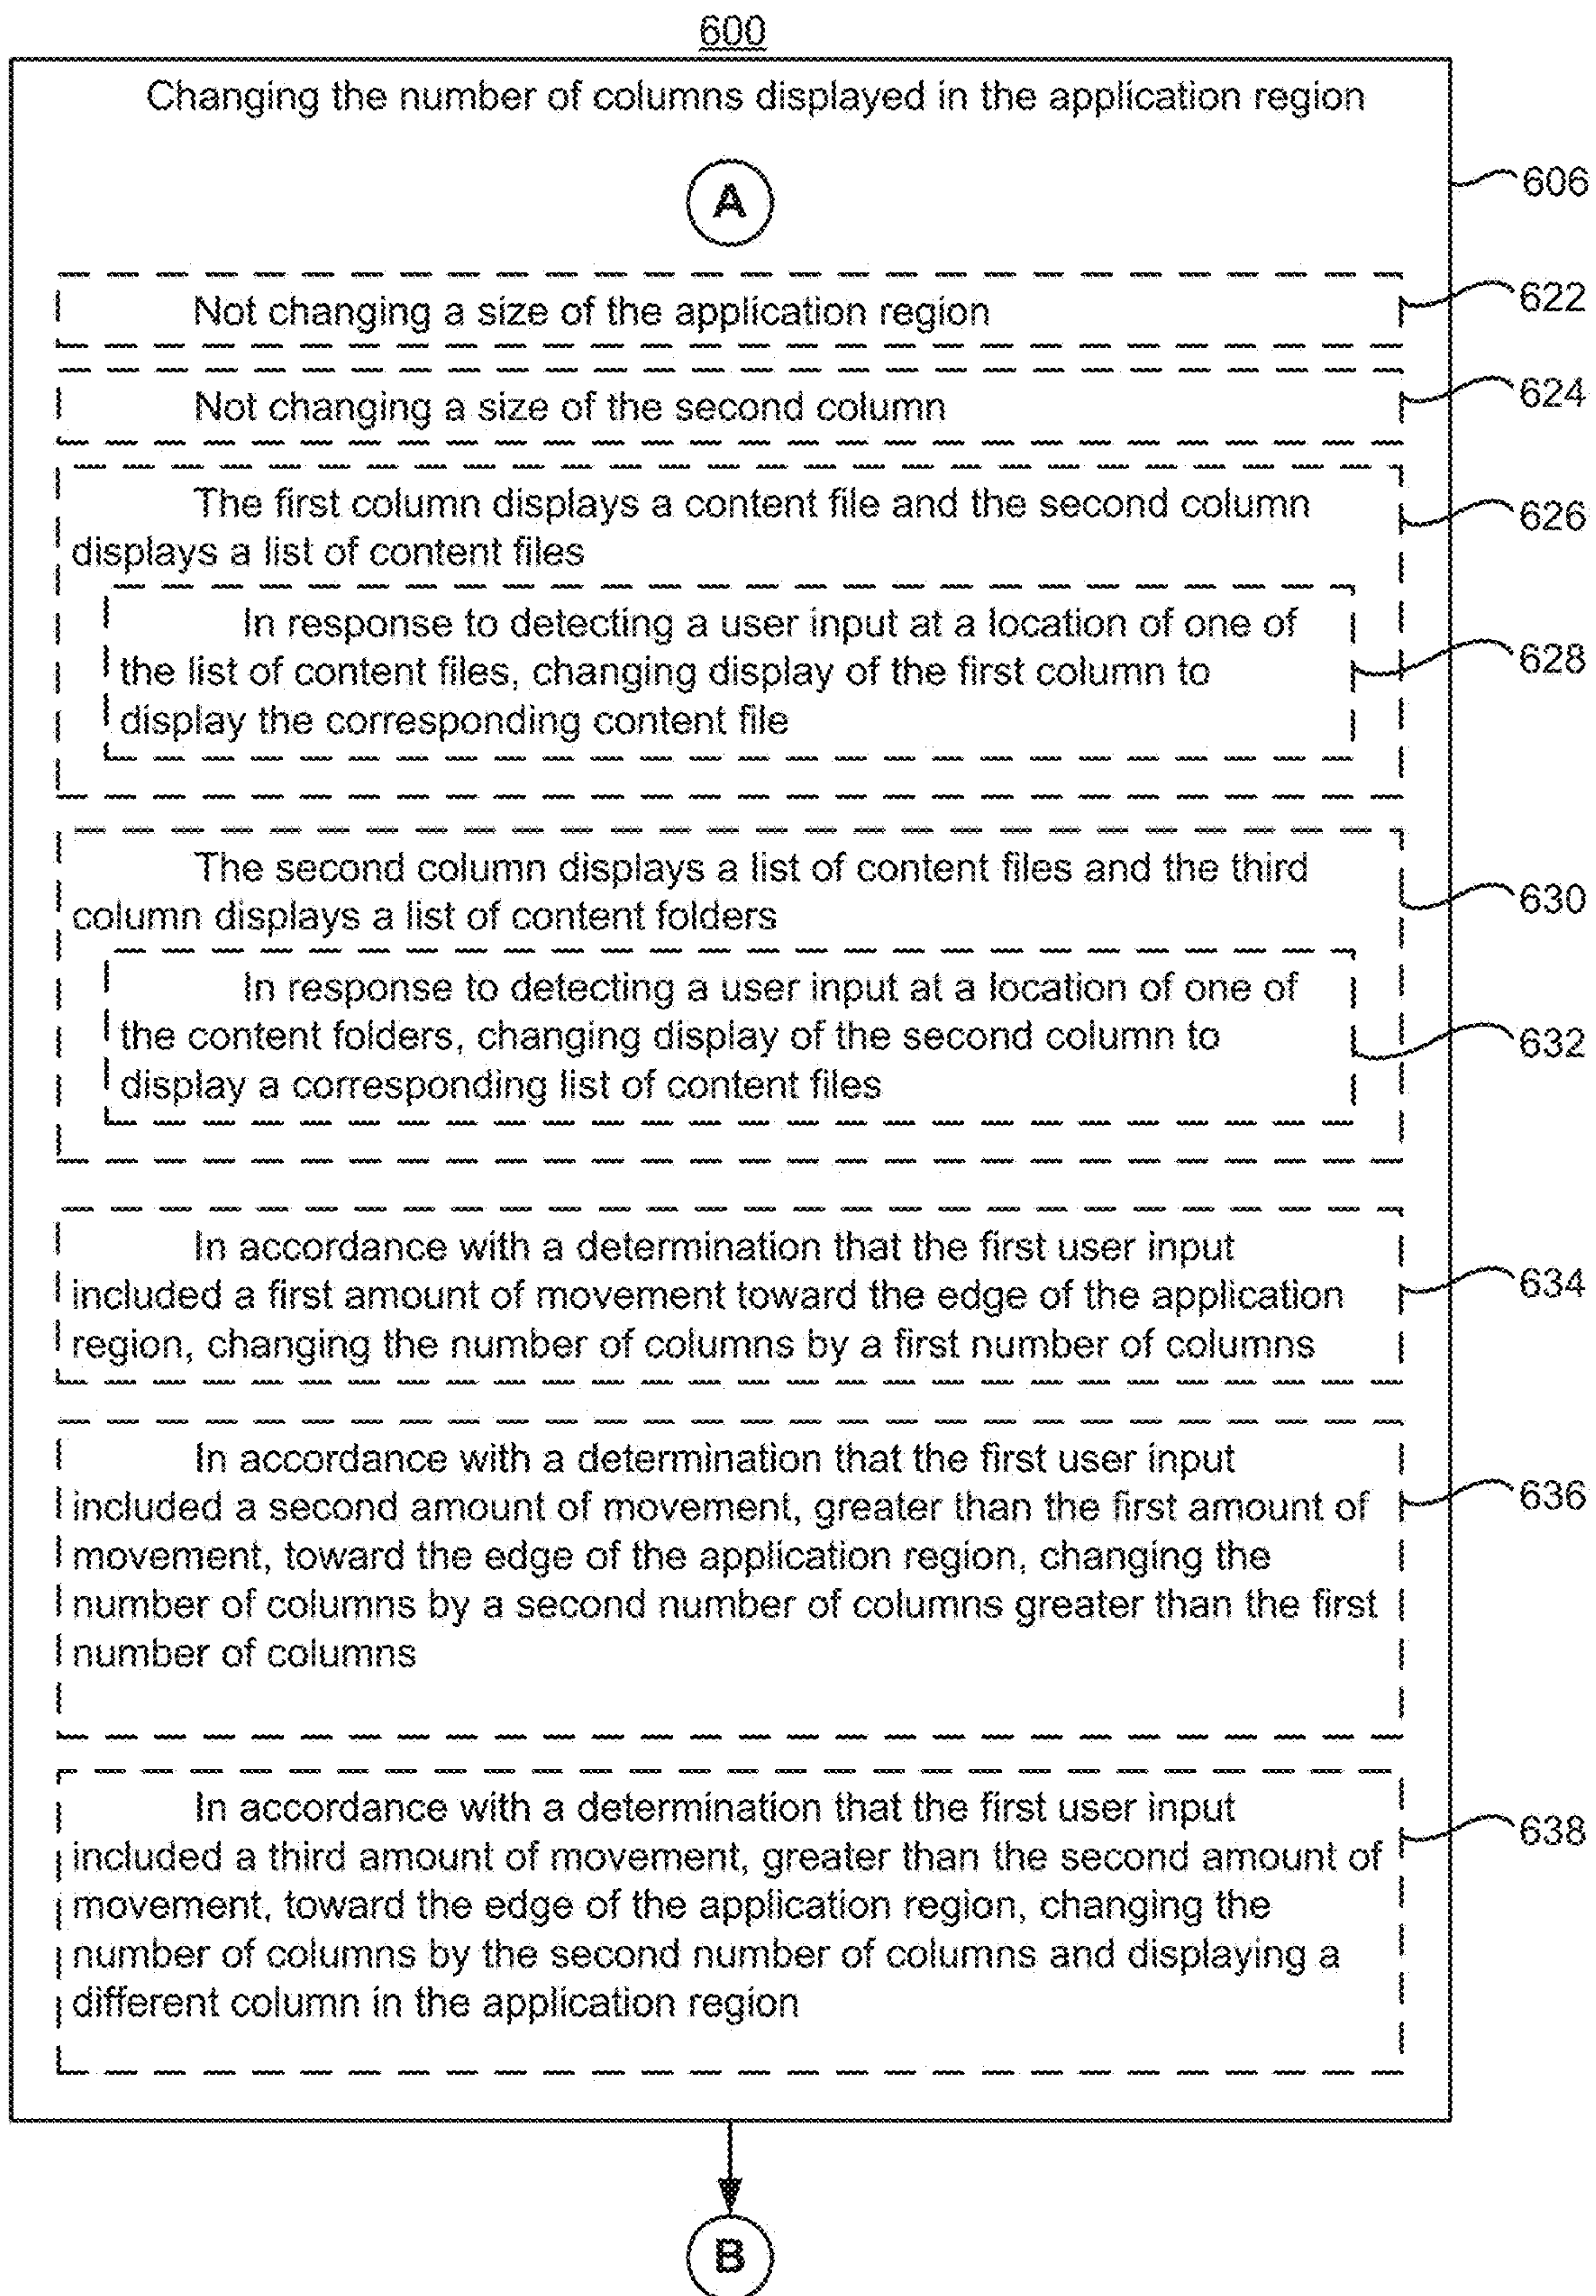 600
Changing the number of columns displayed in the application region
A
606
Not changing a size of the application region
622
Not changing a size of the second column
624
The first column displays a content file and the second column
displays a list of content files
626
In response to detecting a user input at a location of one of
the list of content files, changing display of the first column to
display the corresponding content file
628
The second column displays a list of content files and the third
column displays a list of content folders
630
In response to detecting a user input at a location of one of
the content folders, changing display of the second column to
display a corresponding list of content files
632
In accordance with a determination that the first user input
included a first amount of movement toward the edge of the application
region, changing the number of columns by a first number of columns
634
In accordance with a determination that the first user input
included a second amount of movement, greater than the first amount of
movement, toward the edge of the application region, changing the
number of columns by a second number of columns greater than the first
number of columns
636
In accordance with a determination that the first user input
included a third amount of movement, greater than the second amount of
movement, toward the edge of the application region, changing the
number of columns by the second number of columns and displaying a
different column in the application region
638
B